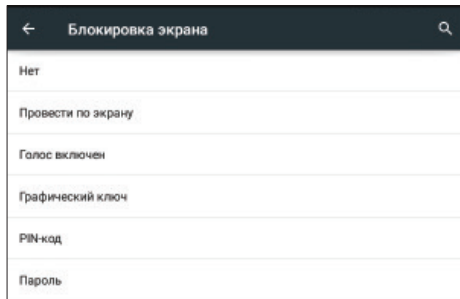 Блокировка экрана
Нет
Провести по экрану
Голос включен
Графический ключ
PIN-код
Пароль